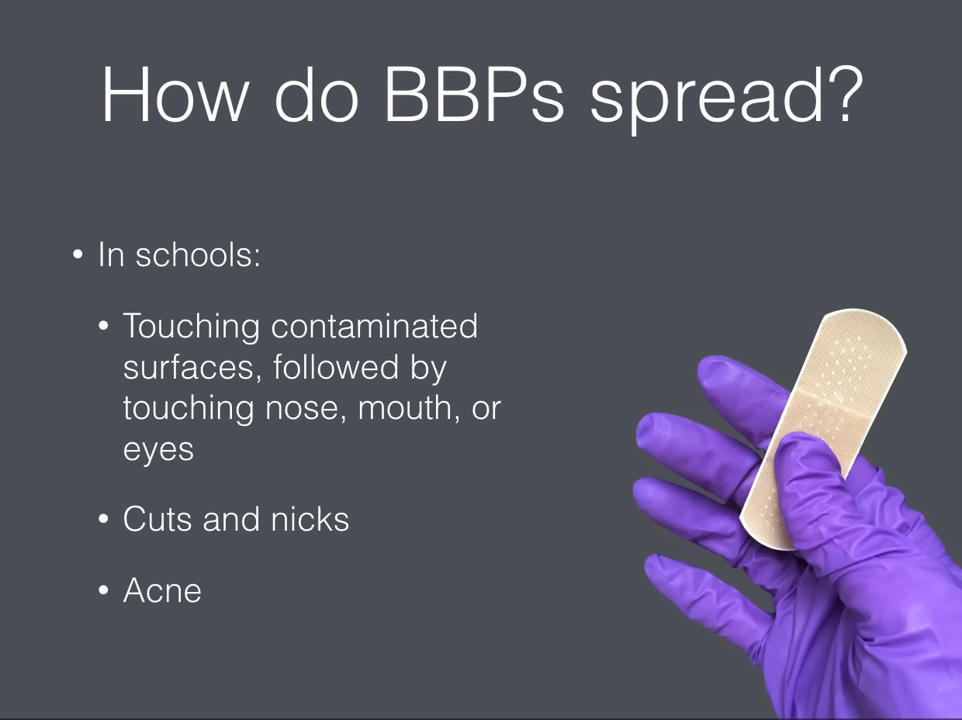 How do BBPs spread?
• In schools:
• Touching contaminated
surfaces, followed by
touching nose, mouth, or
eyes
• Cuts and nicks
• Acne